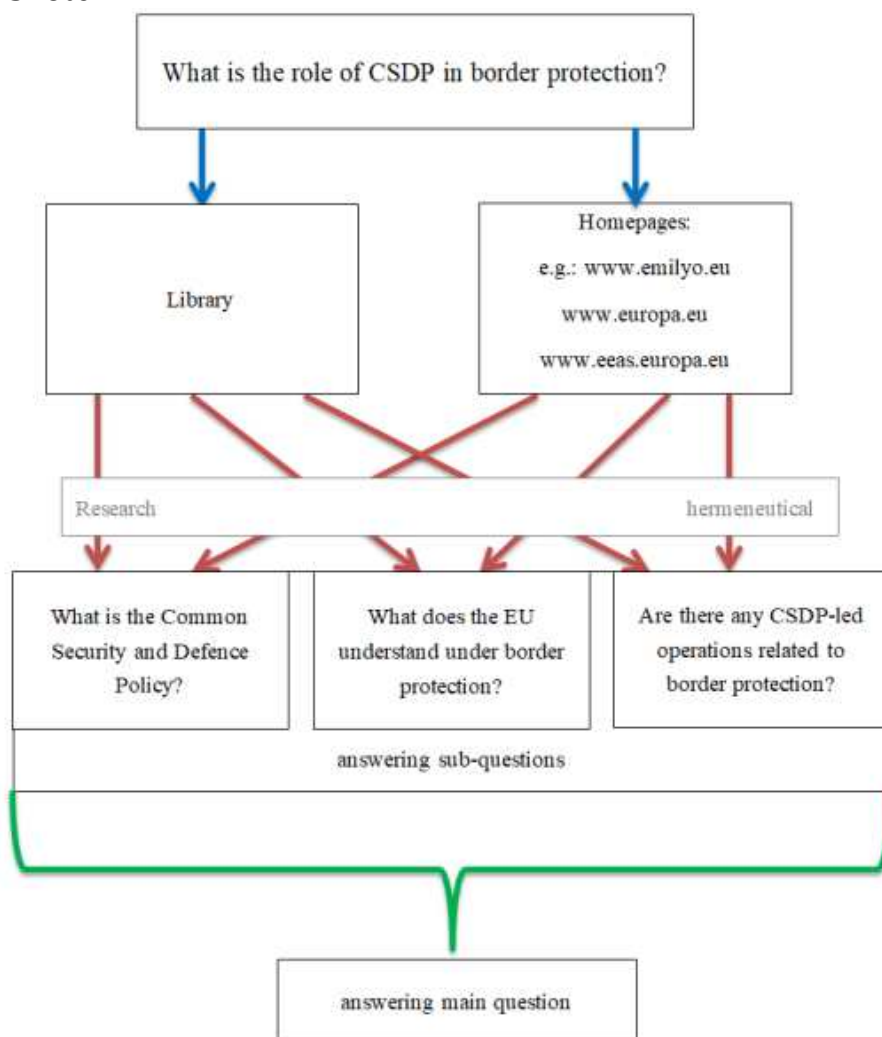 What is the role of CSDP in border protection?
Library
Homepages:
e.g.: www.emilyo.eu
www.europa.eu
www.eeas.europa.eu
Research hermeneutical
What is the Common
Security and Defence
Policy?
What does the EU
understand under border
protection?
Are there any CSDP-led
operations related to
border protection?
answering sub-questions
answering main question